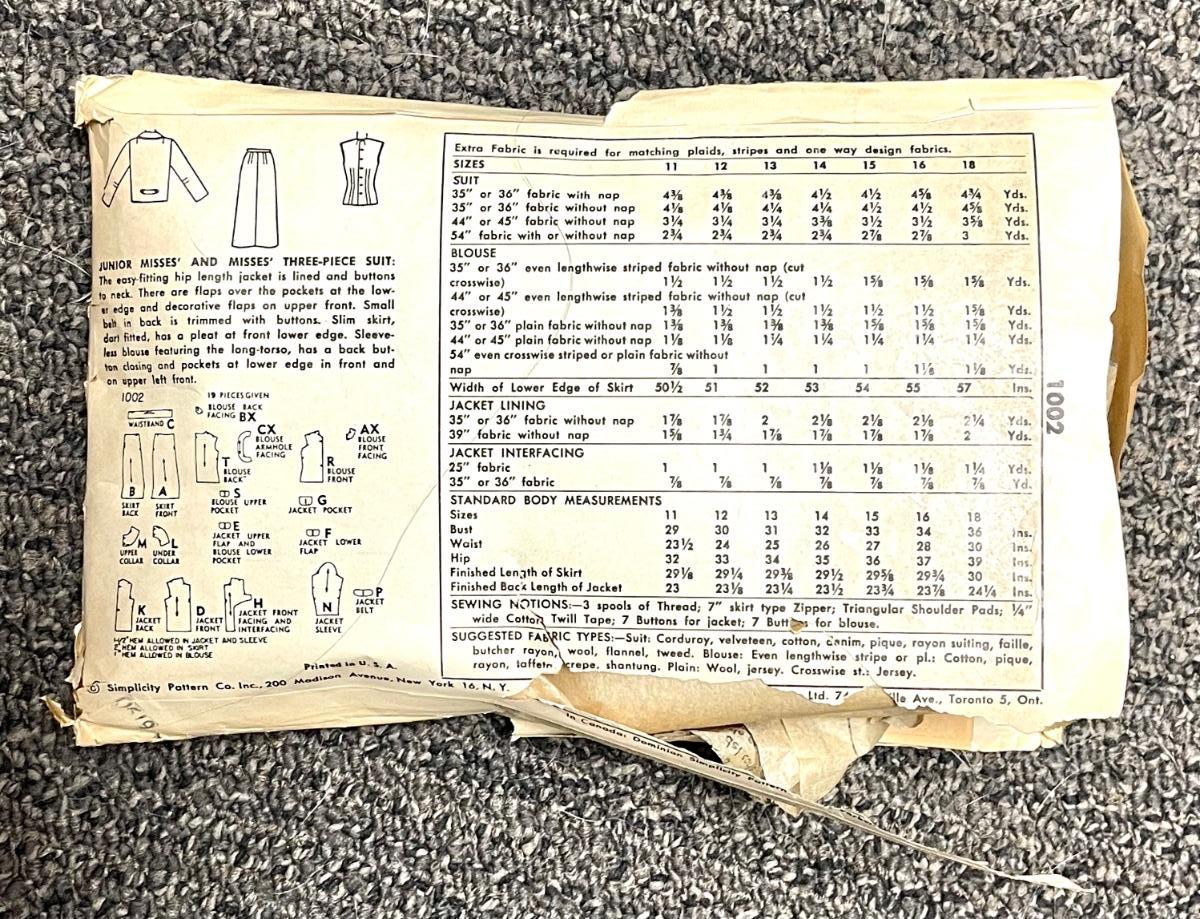 JUNIOR MISSES' AND MISSES' THREE-PIECE SUIT:
The easy-fitting hip length jacket is lined and buttons
to neck. There are flaps over the pockets at the low-
er edge and decorative flaps on upper front. Small
belt in back is trimmed with buttons. Slim skirt,
dart fitted, has a pleat at front lower edge. Sleeve-
less blouse featuring the long-torso, has a back but-
ton closing and pockets at lower edge in front and
on upper left front.
1002
19 PIECES GIVEN
WAISTBAND C
BLOUSE BACK
FACING BX
CX
BLOUSE
ARMHOLE
FACING
AX
BLOUSE
FRONT
FACING
T
BLOUSE
BACK
R
BLOUSE
FRONT
B
SKIRT
BACK
A
SKIRT
FRONT
S
BLOUSE UPPER
POCKET
G
JACKET POCKET
M
UPPER
COLLAR
L
UNDER
COLLAR
E
JACKET UPPER
FLAP AND
BLOUSE LOWER
POCKET
F
JACKET LOWER
FLAP
K
JACKET
BACK
D
JACKET
FRONT
H
JACKET FRONT
FACING AND
INTERFACING
N
JACKET
SLEEVE
P
JACKET
BELT
HEM ALLOWED IN JACKET AND SLEEVE
HEM ALLOWED IN SKIRT
HEM ALLOWED IN BLOUSE
Printed in U. S. A.
© Simplicity Pattern Co. Inc., 200 Madison Avenue, New York 16, N. Y.
Extra Fabric is required for matching plaids, stripes and one way design fabrics.
SIZES 11 12 13 14 15 16 18
SUIT
35" or 36" fabric with nap 4⅜ 4⅜ 4⅜ 4½ 4½ 4⅝ 4¾ Yds.
35" or 36" fabric without nap 4⅛ 4⅛ 4¼ 4¼ 4½ 4½ 4⅝ Yds.
44" or 45" fabric without nap 3¼ 3¼ 3¼ 3⅜ 3½ 3½ 3⅝ Yds.
54" fabric with or without nap 2¾ 2¾ 2¾ 2¾ 2⅞ 2⅞ 3 Yds.
BLOUSE
35" or 36" even lengthwise striped fabric without nap (cut
crosswise) 1½ 1½ 1½ 1½ 1⅝ 1⅝ 1⅝ Yds.
44" or 45" even lengthwise striped fabric without nap (cut
crosswise) 1⅜ 1½ 1½ 1½ 1½ 1½ 1⅝ Yds.
35" or 36" plain fabric without nap 1⅜ 1⅜ 1⅜ 1⅜ 1⅝ 1⅝ 1⅝ Yds.
44" or 45" plain fabric without nap 1⅛ 1⅛ 1¼ 1¼ 1¼ 1¼ 1¼ Yds.
54" even crosswise striped or plain fabric without
nap ⅞ 1 1 1 1 1⅛ 1⅛ Yds.
Width of Lower Edge of Skirt 50½ 51 52 53 54 55 57 Ins.
JACKET LINING
35" or 36" fabric without nap 1⅞ 1⅞ 2 2⅛ 2⅛ 2⅛ 2¼ Yds.
39" fabric without nap 1⅝ 1¾ 1⅞ 1⅞ 1⅞ 1⅞ 2 Yds.
JACKET INTERFACING
25" fabric 1 1 1 1⅛ 1⅛ 1⅛ 1¼ Yds.
35" or 36" fabric ⅞ ⅞ ⅞ ⅞ ⅞ ⅞ ⅞ Yd.
STANDARD BODY MEASUREMENTS
Sizes 11 12 13 14 15 16 18
Bust 29 30 31 32 33 34 36 Ins.
Waist 23½ 24 25 26 27 28 30 Ins.
Hip 32 33 34 35 36 37 39 Ins.
Finished Length of Skirt 29⅛ 29¼ 29⅜ 29½ 29⅝ 29¾ 30 Ins.
Finished Back Length of Jacket 23 23⅛ 23¼ 23½ 23¾ 23⅞ 24¼ Ins.
SEWING NOTIONS:—3 spools of Thread; 7" skirt type Zipper; Triangular Shoulder Pads; ¼"
wide Cotton Twill Tape; 7 Buttons for jacket; 7 Buttons for blouse.
SUGGESTED FABRIC TYPES:—Suit: Corduroy, velveteen, cotton, denim, pique, rayon suiting, faille,
butcher rayon, wool, flannel, tweed. Blouse: Even lengthwise stripe or pl.: Cotton, pique,
rayon, taffeta, crepe, shantung. Plain: Wool, jersey. Crosswise st.: Jersey.
Ltd. 74 ville Ave., Toronto 5, Ont.
In Canada: Dominion Simplicity Pattern
1002